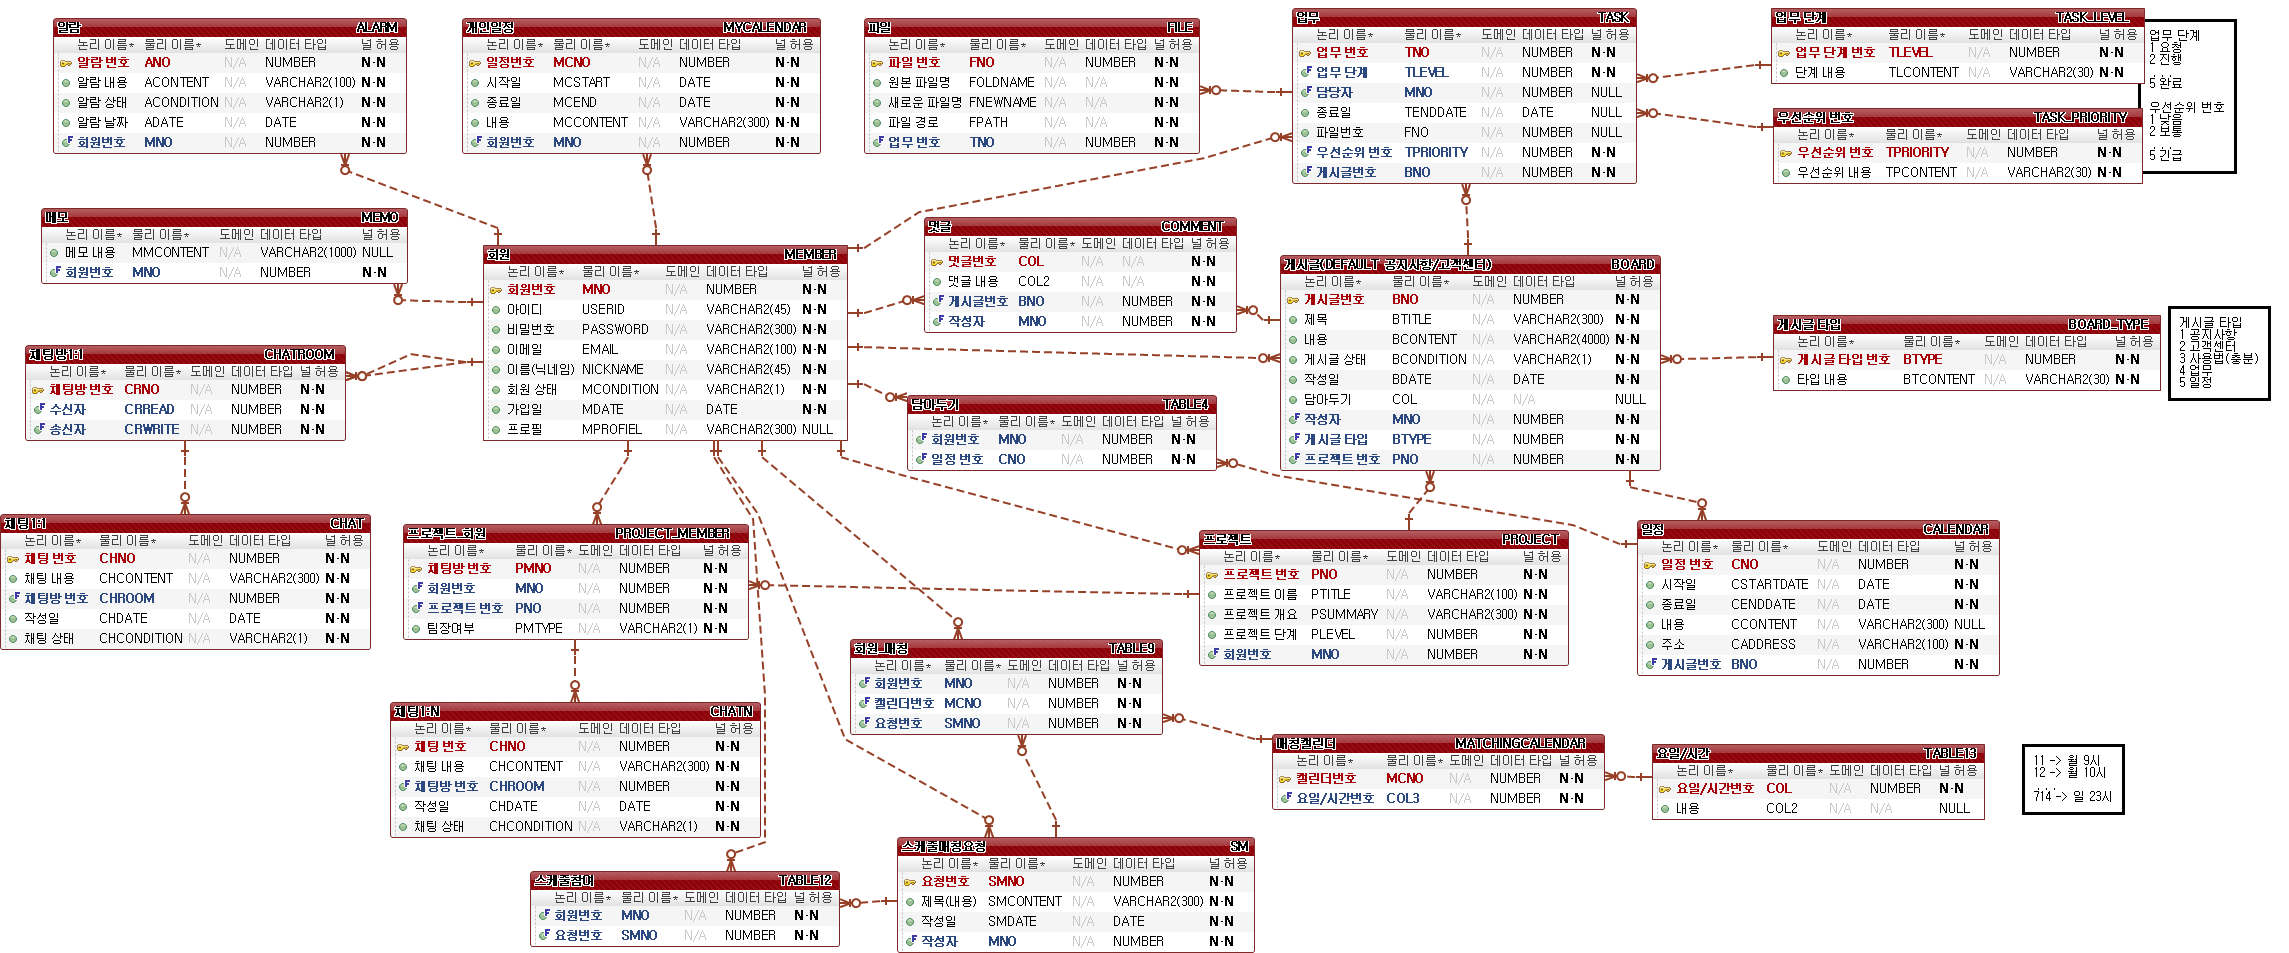 알람 ALARM
논리 이름* 물리 이름* 도메인 데이터 타입 널 허용
알람 번호 ANO N/A NUMBER N-N
알람 내용 ACONTENT N/A VARCHAR2(100) N-N
알람 상태 ACONDITION N/A VARCHAR2(1) N-N
알람 날짜 ADATE N/A DATE N-N
회원번호 MNO N/A NUMBER N-N
개인일정 MYCALENDAR
논리 이름* 물리 이름* 도메인 데이터 타입 널 허용
일정번호 MCNO N/A NUMBER N-N
시작일 MCSTART N/A DATE N-N
종료일 MCEND N/A DATE N-N
내용 MCCONTENT N/A VARCHAR2(300) N-N
회원번호 MNO N/A NUMBER N-N
파일 FILE
논리 이름* 물리 이름* 도메인 데이터 타입 널 허용
파일 번호 FNO N/A NUMBER N-N
원본 파일명 FOLDNAME N/A N/A N-N
새로운 파일명 FNEWNAME N/A N/A N-N
파일 경로 FPATH N/A N/A N-N
업무 번호 TNO N/A NUMBER N-N
업무 TASK
논리 이름* 물리 이름* 도메인 데이터 타입 널 허용
업무 번호 TNO N/A NUMBER N-N
업무 단계 TLEVEL N/A NUMBER N-N
담당자 MNO N/A NUMBER NULL
종료일 TENDDATE N/A DATE NULL
파일번호 FNO N/A NUMBER NULL
우선순위 번호 TPRIORITY N/A NUMBER N-N
게시글번호 BNO N/A NUMBER N-N
업무 단계 TASK_LEVEL
논리 이름* 물리 이름* 도메인 데이터 타입 널 허용
업무 단계 번호 TLEVEL N/A NUMBER N-N
단계 내용 TLCONTENT N/A VARCHAR2(30) N-N
업무 단계
1 요청
2 진행
5 완료
우선순위 번호
1 낮음
2 보통
5 긴급
우선순위 번호 TASK_PRIORITY
논리 이름* 물리 이름* 도메인 데이터 타입 널 허용
우선순위 번호 TPRIORITY N/A NUMBER N-N
우선순위 내용 TPCONTENT N/A VARCHAR2(30) N-N
메모 MEMO
논리 이름* 물리 이름* 도메인 데이터 타입 널 허용
메모 내용 MMCONTENT N/A VARCHAR2(1000) NULL
회원번호 MNO N/A NUMBER N-N
회원 MEMBER
논리 이름* 물리 이름* 도메인 데이터 타입 널 허용
회원번호 MNO N/A NUMBER N-N
아이디 USERID N/A VARCHAR2(45) N-N
비밀번호 PASSWORD N/A VARCHAR2(300) N-N
이메일 EMAIL N/A VARCHAR2(100) N-N
이름(닉네임) NICKNAME N/A VARCHAR2(45) N-N
회원 상태 MCONDITION N/A VARCHAR2(1) N-N
가입일 MDATE N/A DATE N-N
프로필 MPROFIEL N/A VARCHAR2(300) NULL
댓글 COMMENT
논리 이름* 물리 이름* 도메인 데이터 타입 널 허용
댓글번호 COL N/A N/A N-N
댓글 내용 COL2 N/A N/A N-N
게시글번호 BNO N/A NUMBER N-N
작성자 MNO N/A NUMBER N-N
게시글(DEFAULT 공지사항/고객센터) BOARD
논리 이름* 물리 이름* 도메인 데이터 타입 널 허용
게시글번호 BNO N/A NUMBER N-N
제목 BTITLE N/A VARCHAR2(300) N-N
내용 BCONTENT N/A VARCHAR2(4000) N-N
게시글 상태 BCONDITION N/A VARCHAR2(1) N-N
작성일 BDATE N/A DATE N-N
담아두기 COL N/A N/A NULL
작성자 MNO N/A NUMBER N-N
게시글 타입 BTYPE N/A NUMBER N-N
프로젝트 번호 PNO N/A NUMBER N-N
게시글 타입 BOARD_TYPE
논리 이름* 물리 이름* 도메인 데이터 타입 널 허용
게시글 타입 번호 BTYPE N/A NUMBER N-N
타입 내용 BTCONTENT N/A VARCHAR2(30) N-N
게시글 타입
1 공지사항
2 고객센터
3 사용법(충분)
4 업무
5 일정
채팅방1:1 CHATROOM
논리 이름* 물리 이름* 도메인 데이터 타입 널 허용
채팅방 번호 CRNO N/A NUMBER N-N
수신자 CRREAD N/A NUMBER N-N
송신자 CRWRITE N/A NUMBER N-N
담아두기 TABLE4
논리 이름* 물리 이름* 도메인 데이터 타입 널 허용
회원번호 MNO N/A NUMBER N-N
일정 번호 CNO N/A NUMBER N-N
채팅1:1 CHAT
논리 이름* 물리 이름* 도메인 데이터 타입 널 허용
채팅 번호 CHNO N/A NUMBER N-N
채팅 내용 CHCONTENT N/A VARCHAR2(300) N-N
채팅방 번호 CHROOM N/A NUMBER N-N
작성일 CHDATE N/A DATE N-N
채팅 상태 CHCONDITION N/A VARCHAR2(1) N-N
프로젝트_회원 PROJECT_MEMBER
논리 이름* 물리 이름* 도메인 데이터 타입 널 허용
채팅방 번호 PMNO N/A NUMBER N-N
회원번호 MNO N/A NUMBER N-N
프로젝트 번호 PNO N/A NUMBER N-N
팀장여부 PMTYPE N/A VARCHAR2(1) N-N
프로젝트 PROJECT
논리 이름* 물리 이름* 도메인 데이터 타입 널 허용
프로젝트 번호 PNO N/A NUMBER N-N
프로젝트 이름 PTITLE N/A VARCHAR2(100) N-N
프로젝트 개요 PSUMMARY N/A VARCHAR2(300) N-N
프로젝트 단계 PLEVEL N/A NUMBER N-N
회원번호 MNO N/A NUMBER N-N
일정 CALENDAR
논리 이름* 물리 이름* 도메인 데이터 타입 널 허용
일정 번호 CNO N/A NUMBER N-N
시작일 CSTARTDATE N/A DATE N-N
종료일 CENDDATE N/A DATE N-N
내용 CCONTENT N/A VARCHAR2(300) NULL
주소 CADDRESS N/A VARCHAR2(100) N-N
게시글번호 BNO N/A NUMBER N-N
회원_매칭 TABLE9
논리 이름* 물리 이름* 도메인 데이터 타입 널 허용
회원번호 MNO N/A NUMBER N-N
캘린더번호 MCNO N/A NUMBER N-N
요청번호 SMNO N/A NUMBER N-N
채팅1:N CHATN
논리 이름* 물리 이름* 도메인 데이터 타입 널 허용
채팅 번호 CHNO N/A NUMBER N-N
채팅 내용 CHCONTENT N/A VARCHAR2(300) N-N
채팅방 번호 CHROOM N/A NUMBER N-N
작성일 CHDATE N/A DATE N-N
채팅 상태 CHCONDITION N/A VARCHAR2(1) N-N
매칭캘린더 MATCHINGCALENDAR
논리 이름* 물리 이름* 도메인 데이터 타입 널 허용
캘린더번호 MCNO N/A NUMBER N-N
요일/시간번호 COL3 N/A NUMBER N-N
요일/시간 TABLE13
논리 이름* 물리 이름* 도메인 데이터 타입 널 허용
요일/시간번호 COL N/A NUMBER N-N
내용 COL2 N/A N/A NULL
11 -> 월 9시
12 -> 월 10시
...
714 -> 일 23시
스케줄매칭요청 SM
논리 이름* 물리 이름* 도메인 데이터 타입 널 허용
요청번호 SMNO N/A NUMBER N-N
제목(내용) SMCONTENT N/A VARCHAR2(300) N-N
작성일 SMDATE N/A DATE N-N
작성자 MNO N/A NUMBER N-N
스케줄참여 TABLE12
논리 이름* 물리 이름* 도메인 데이터 타입 널 허용
회원번호 MNO N/A NUMBER N-N
요청번호 SMNO N/A NUMBER N-N